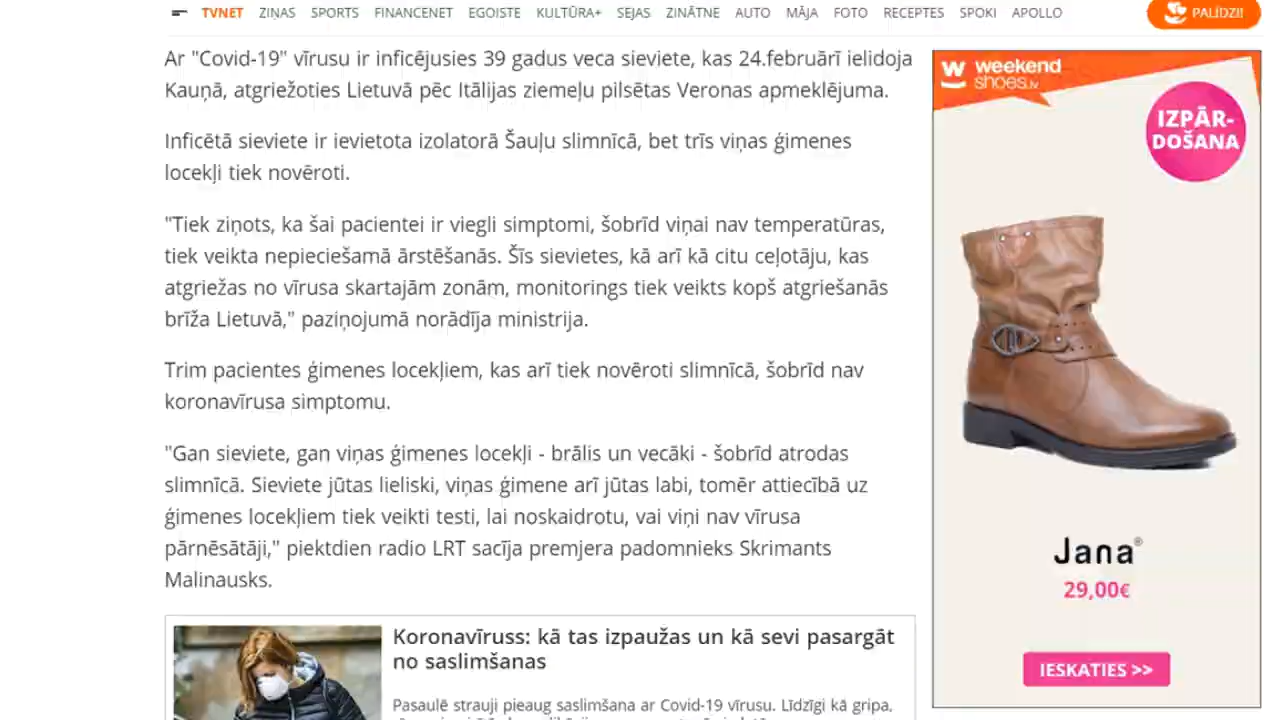 TVNET ZIŅAS SPORTS FINANCENET EGOISTE KULTŪRA+ SEJAS ZINĀTNE AUTO MĀJA FOTO RECEPTES SPOKI APOLLO PALĪDZI!
Ar "Covid-19" vīrusu ir inficējusies 39 gadus veca sieviete, kas 24.februārī ielidoja
Kauņā, atgriežoties Lietuvā pēc Itālijas ziemeļu pilsētas Veronas apmeklējuma.
Inficētā sieviete ir ievietota izolatorā Šauļu slimnīcā, bet trīs viņas ģimenes
locekļi tiek novēroti.
"Tiek ziņots, ka šai pacientei ir viegli simptomi, šobrīd viņai nav temperatūras,
tiek veikta nepieciešamā ārstēšanās. Šīs sievietes, kā arī kā citu ceļotāju, kas
atgriežas no vīrusa skartajām zonām, monitorings tiek veikts kopš atgriešanās
brīža Lietuvā," paziņojumā norādīja ministrija.
Trim pacientes ģimenes locekļiem, kas arī tiek novēroti slimnīcā, šobrīd nav
koronavīrusa simptomu.
"Gan sieviete, gan viņas ģimenes locekļi - brālis un vecāki - šobrīd atrodas
slimnīcā. Sieviete jūtas lieliski, viņas ģimene arī jūtas labi, tomēr attiecībā uz
ģimenes locekļiem tiek veikti testi, lai noskaidrotu, vai viņi nav vīrusa
pārnēsātāji," piektdien radio LRT sacīja premjera padomnieks Skrimants
Malinausks.
Koronavīruss: kā tas izpaužas un kā sevi pasargāt
no saslimšanas
Pasaulē strauji pieaug saslimšana ar Covid-19 vīrusu. Līdzīgi kā gripa,
w weekend
shoes.lv
IZPĀR-
DOŠANA
Jana®
29,00€
IESKATIES >>